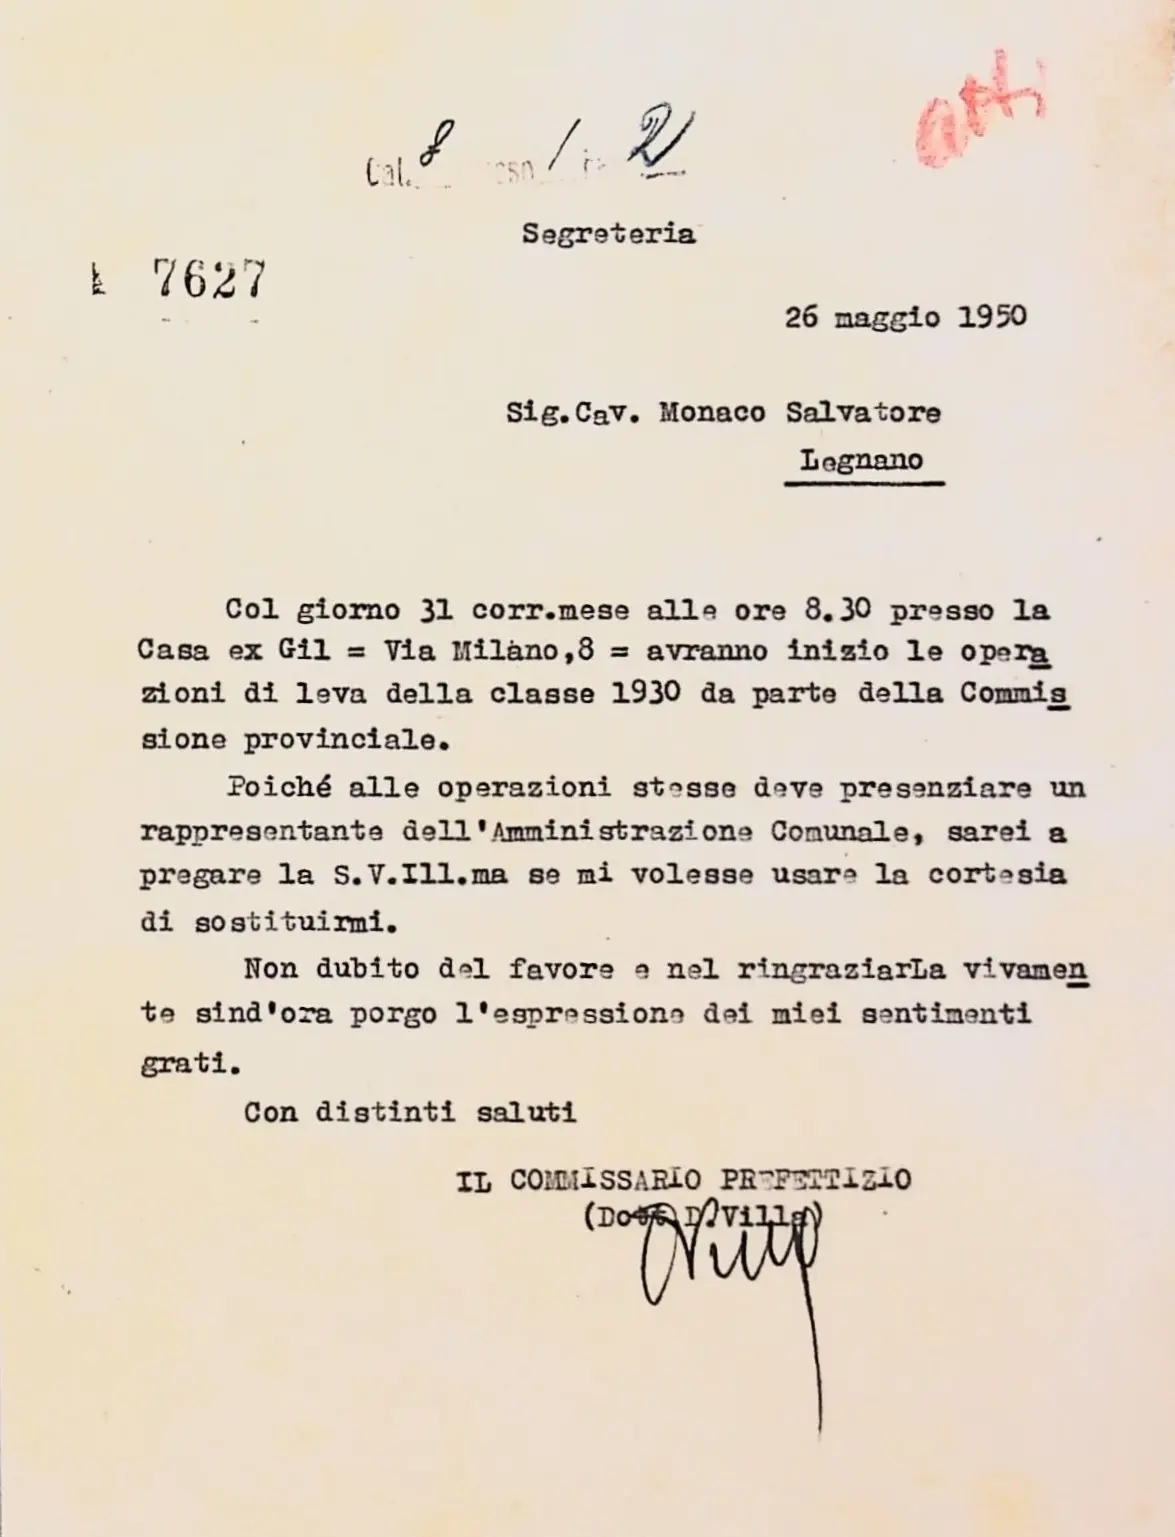 atti
Cat. 8 1 2
Segreteria
7627
26 maggio 1950
Sig.Cav. Monaco Salvatore
Legnano
Col giorno 31 corr.mese alle ore 8.30 presso la
Casa ex Gil = Via Milano,8 = avranno inizio le opera
zioni di leva della classe 1930 da parte della Commis
sione provinciale.
Poiché alle operazioni stesse deve presenziare un
rappresentante dell'Amministrazione Comunale, sarei a
pregare la S.V.Ill.ma se mi volesse usare la cortesia
di sostituirmi.
Non dubito del favore e nel ringraziarLa vivamen
te sind'ora porgo l'espressione dei miei sentimenti
grati.
Con distinti saluti
IL COMMISSARIO PREFETTIZIO
(Dott D.Villa)